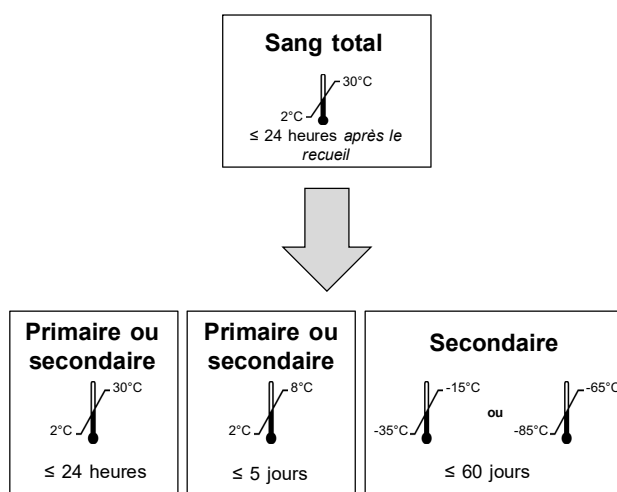 Sang total
30°C
2°C
≤ 24 heures après le
recueil
Primaire ou
secondaire
30°C
2°C
≤ 24 heures
Primaire ou
secondaire
8°C
2°C
≤ 5 jours
Secondaire
-15°C
-35°C
ou
-65°C
-85°C
≤ 60 jours